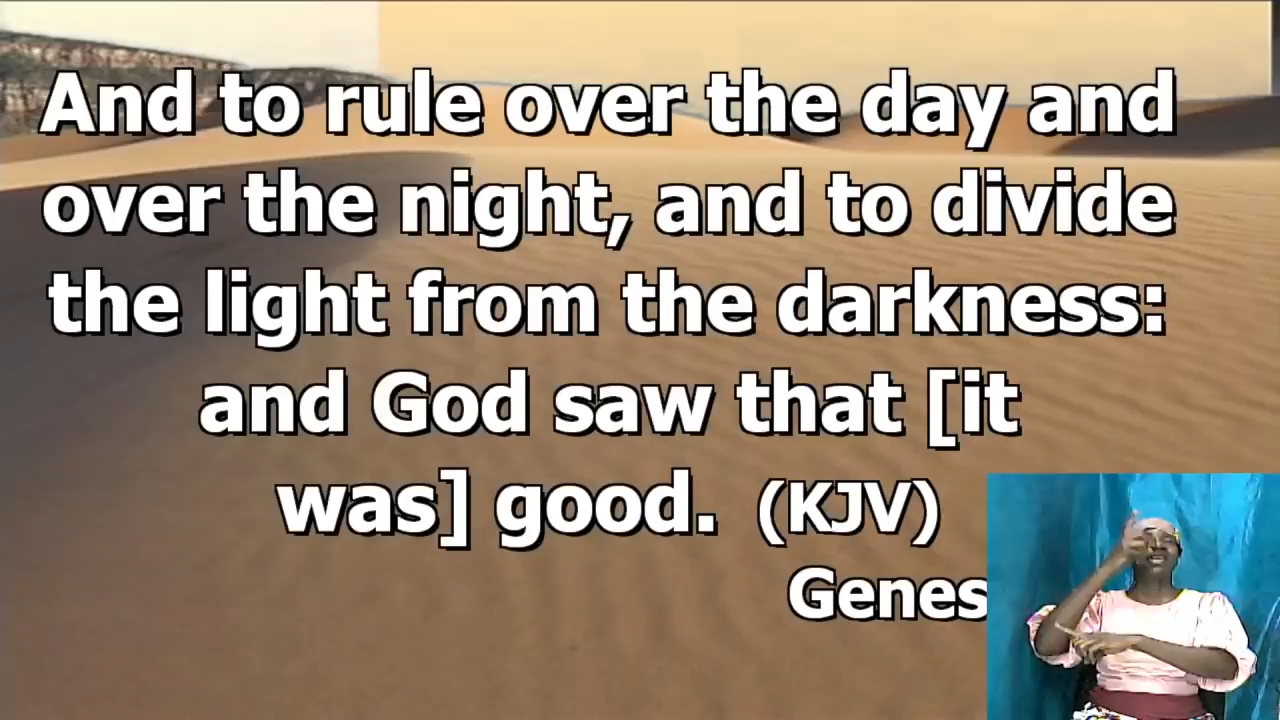 And to rule over the day and
over the night, and to divide
the light from the darkness:
and God saw that [it
was] good. (KJV)
Genes